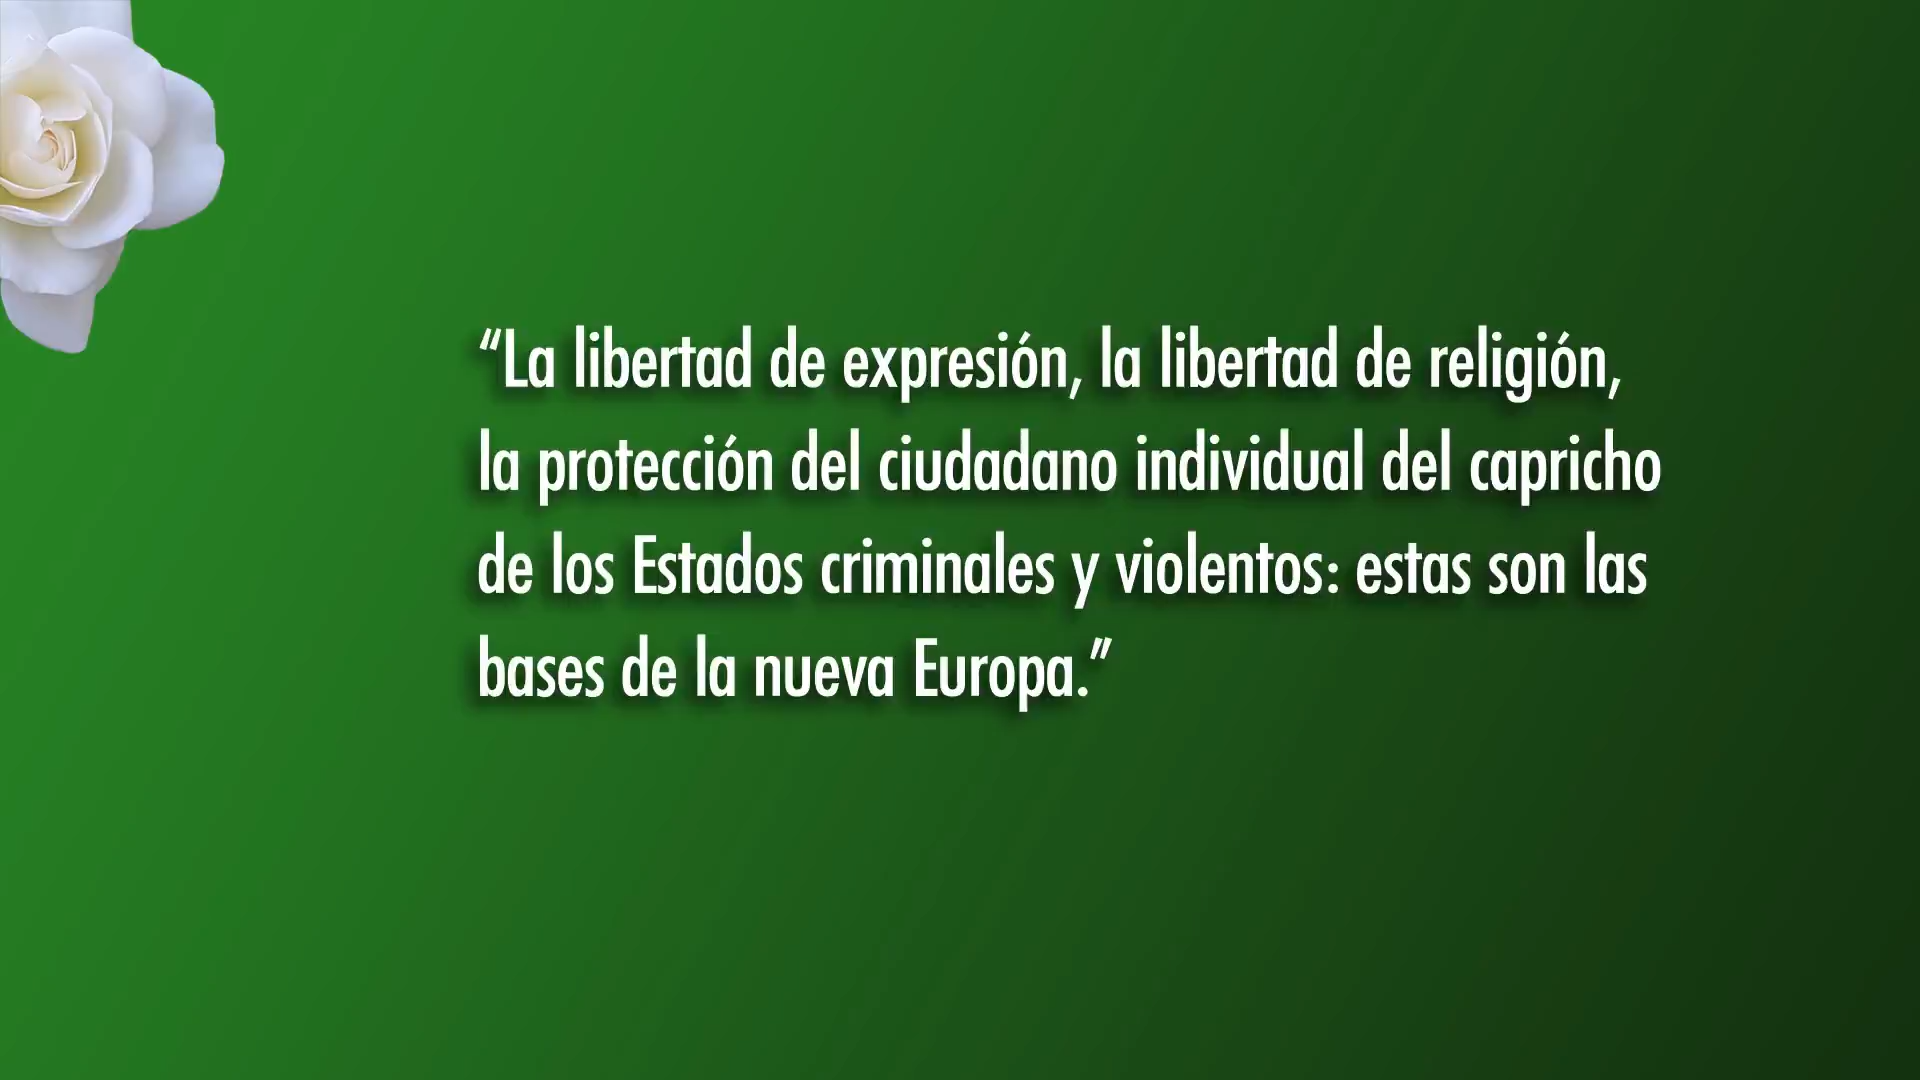 “La libertad de expresión, la libertad de religión,
la protección del ciudadano individual del capricho
de los Estados criminales y violentos: estas son las
bases de la nueva Europa.”